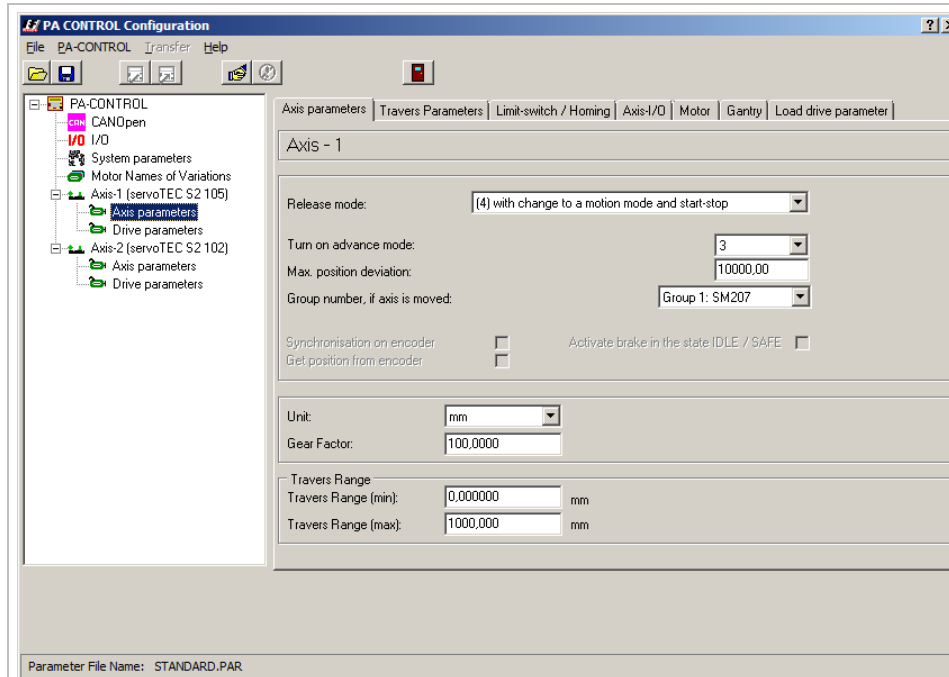 PA CONTROL Configuration
File PA-CONTROL Transfer Help
PA-CONTROL
CAN CANOpen
I/O I/O
System parameters
Motor Names of Variations
Axis-1 (servoTEC S2 105)
Axis parameters
Drive parameters
Axis-2 (servoTEC S2 102)
Axis parameters
Drive parameters
Axis parameters Travers Parameters Limit-switch / Homing Axis-I/O Motor Gantry Load drive parameter
Axis - 1
Release mode: (4) with change to a motion mode and start-stop
Turn on advance mode: 3
Max. position deviation: 10000,00
Group number, if axis is moved: Group 1: SM207
Synchronisation on encoder Activate brake in the state IDLE / SAFE
Get position from encoder
Unit: mm
Gear Factor: 100,0000
Travers Range
Travers Range (min): 0,000000 mm
Travers Range (max): 1000,000 mm
Parameter File Name: STANDARD.PAR